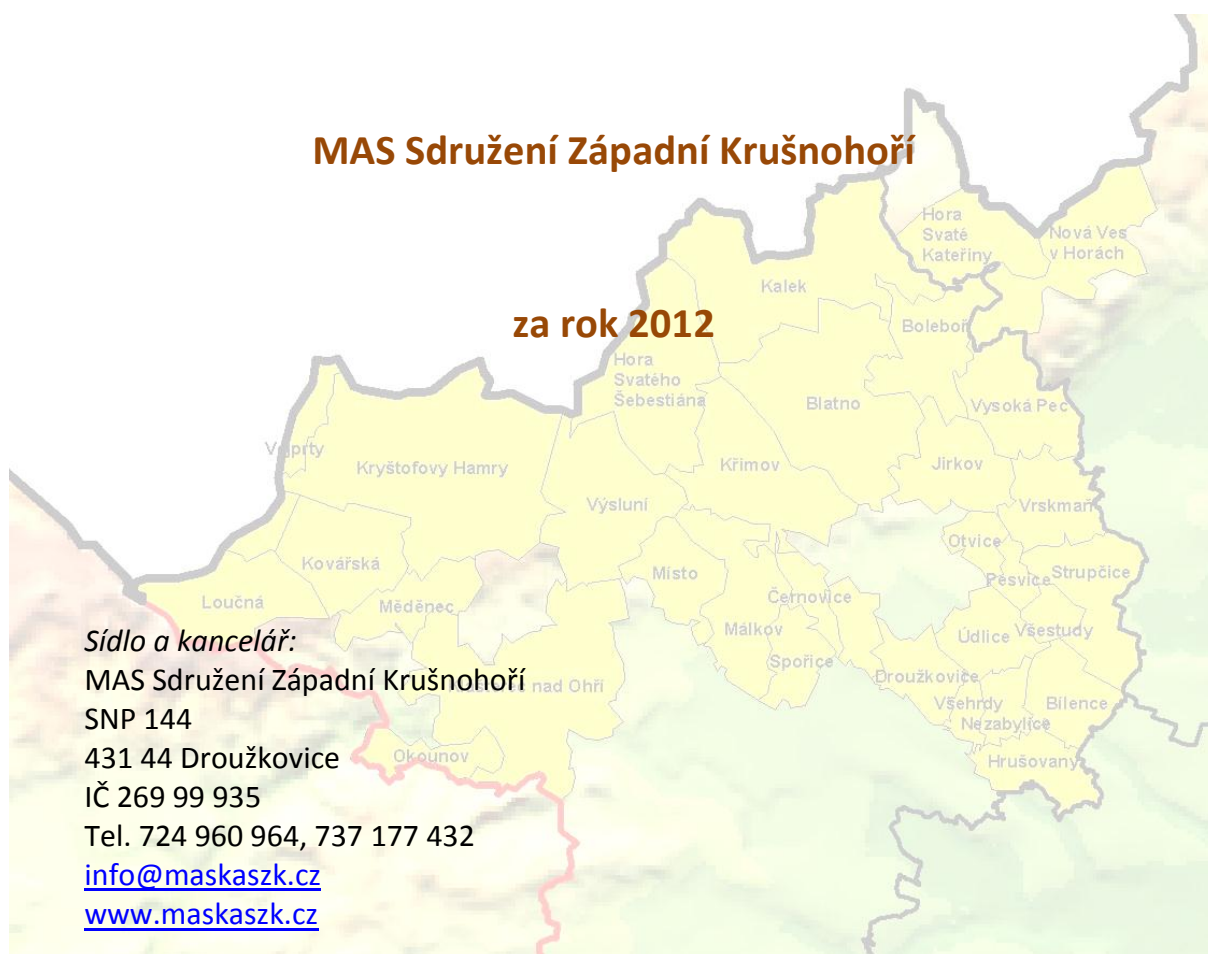 MAS Sdružení Západní Krušnohoří
Hora
Svaté
Kateřiny
Nová Ves
v Horách
Kalek
za rok 2012
Boleboř
Hora
Svatého
Šebestiána
Blatno
Vysoká Pec
Vejprty
Kryštofovy Hamry
Křimov
Jirkov
Výsluní
Vrskmaň
Otvice
Kovářská
Místo
Pesvice
Strupčice
Černovice
Loučná
Měděnec
Málkov
Údlice
Všestudy
Sídlo a kancelář:
Spořice
Droužkovice
MAS Sdružení Západní Krušnohoří
nad Ohří
Všehrdy
Bílence
SNP 144
Nezabylice
431 44 Droužkovice
Okounov
Hrušovany
IČ 269 99 935
Tel. 724 960 964, 737 177 432
info@maskaszk.cz
www.maskaszk.cz